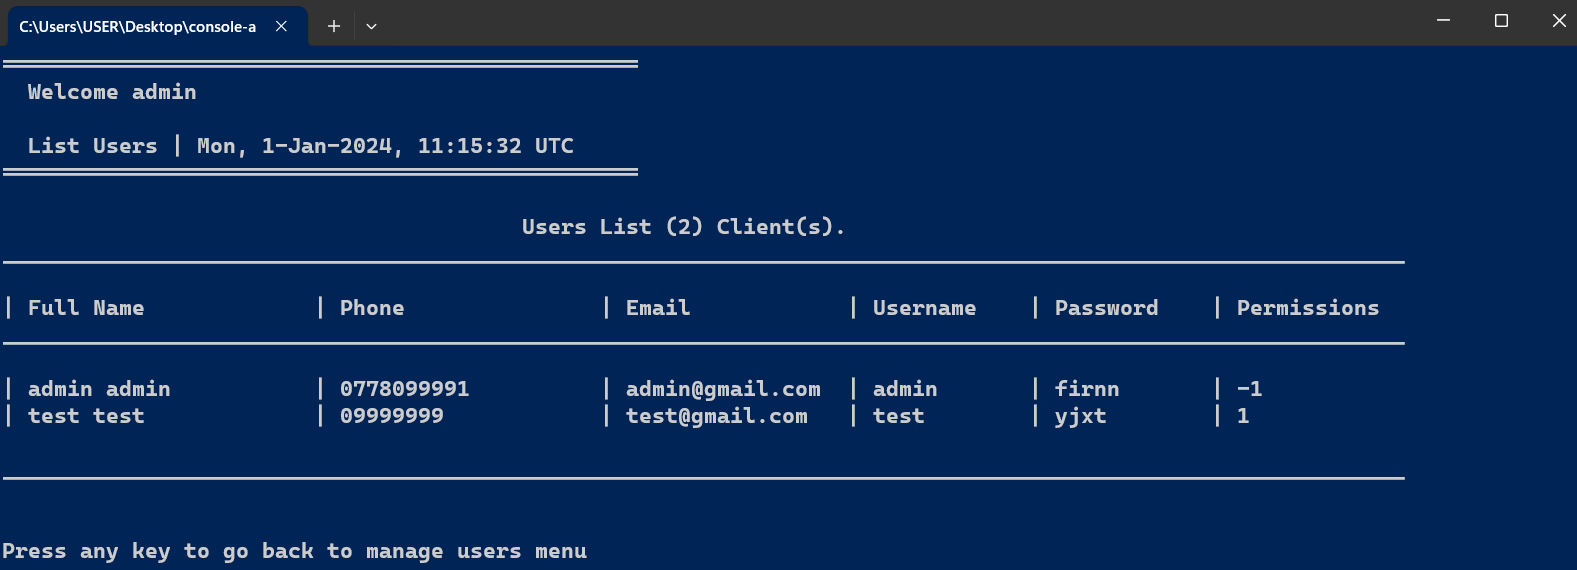 C:\Users\USER\Desktop\console-a
Welcome admin
List Users | Mon, 1-Jan-2024, 11:15:32 UTC
Users List (2) Client(s).
| Full Name | Phone | Email | Username | Password | Permissions
| admin admin | 0778099991 | admin@gmail.com | admin | firnn | -1
| test test | 09999999 | test@gmail.com | test | yjxt | 1
Press any key to go back to manage users menu